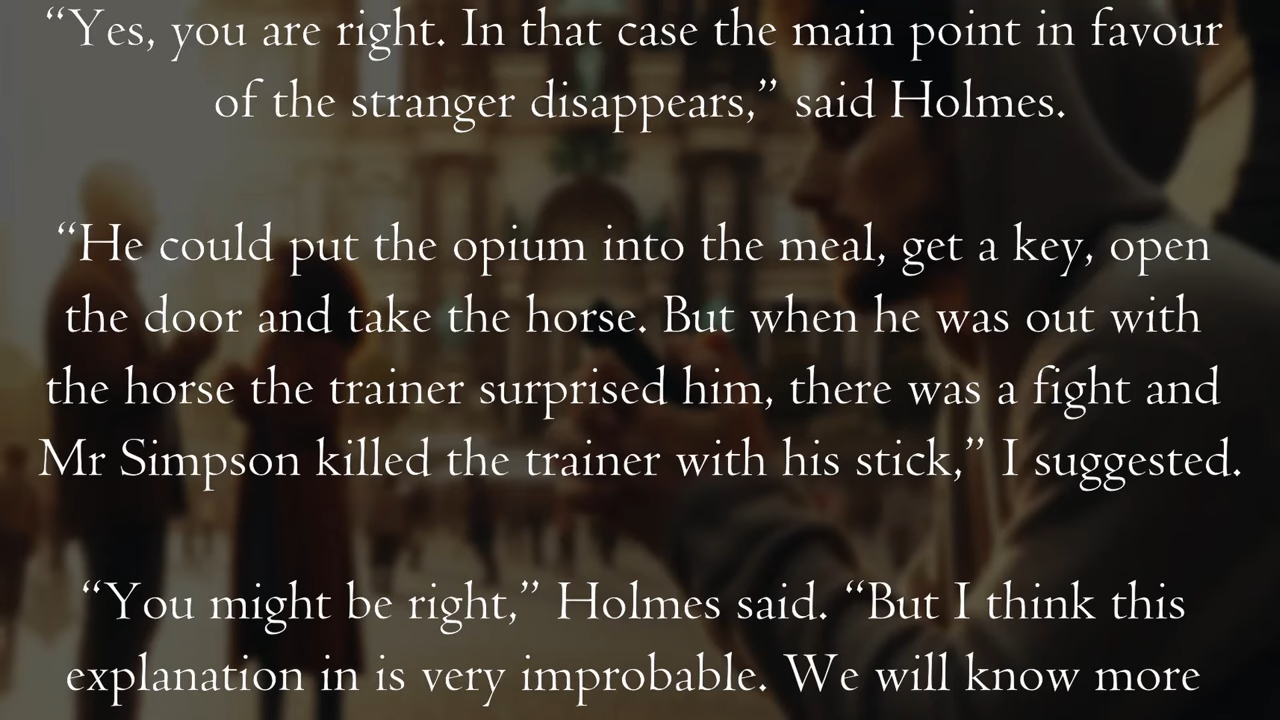 “Yes, you are right. In that case the main point in favour
of the stranger disappears,” said Holmes.
“He could put the opium into the meal, get a key, open
the door and take the horse. But when he was out with
the horse the trainer surprised him, there was a fight and
Mr Simpson killed the trainer with his stick,” I suggested.
“You might be right,” Holmes said. “But I think this
explanation in is very improbable. We will know more